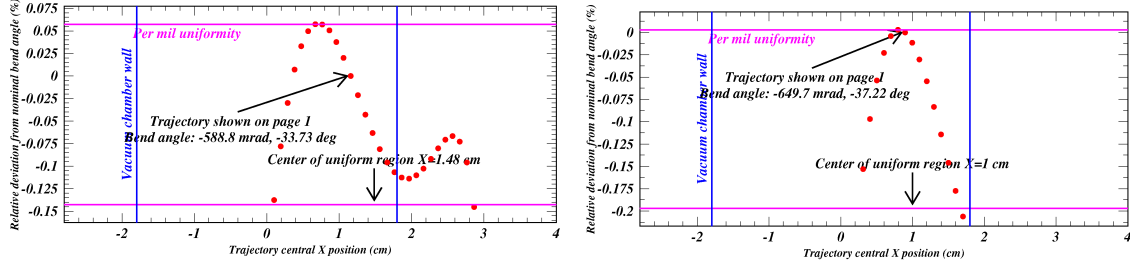 Relative deviation from nominal bend angle (%)
0.075
0.05
0.025
0
-0.025
-0.05
-0.075
-0.1
-0.125
-0.15
Per mil uniformity
Vacuum chamber wall
Trajectory shown on page 1
Bend angle: -588.8 mrad, -33.73 deg
Center of uniform region X=1.48 cm
-2
-1
0
1
2
3
4
Trajectory central X position (cm)
Relative deviation from nominal bend angle (%)
0
-0.025
-0.05
-0.075
-0.1
-0.125
-0.15
-0.175
-0.2
Per mil uniformity
Vacuum chamber wall
Trajectory shown on page 1
Bend angle: -649.7 mrad, -37.22 deg
Center of uniform region X=1 cm
-2
-1
0
1
2
3
4
Trajectory central X position (cm)